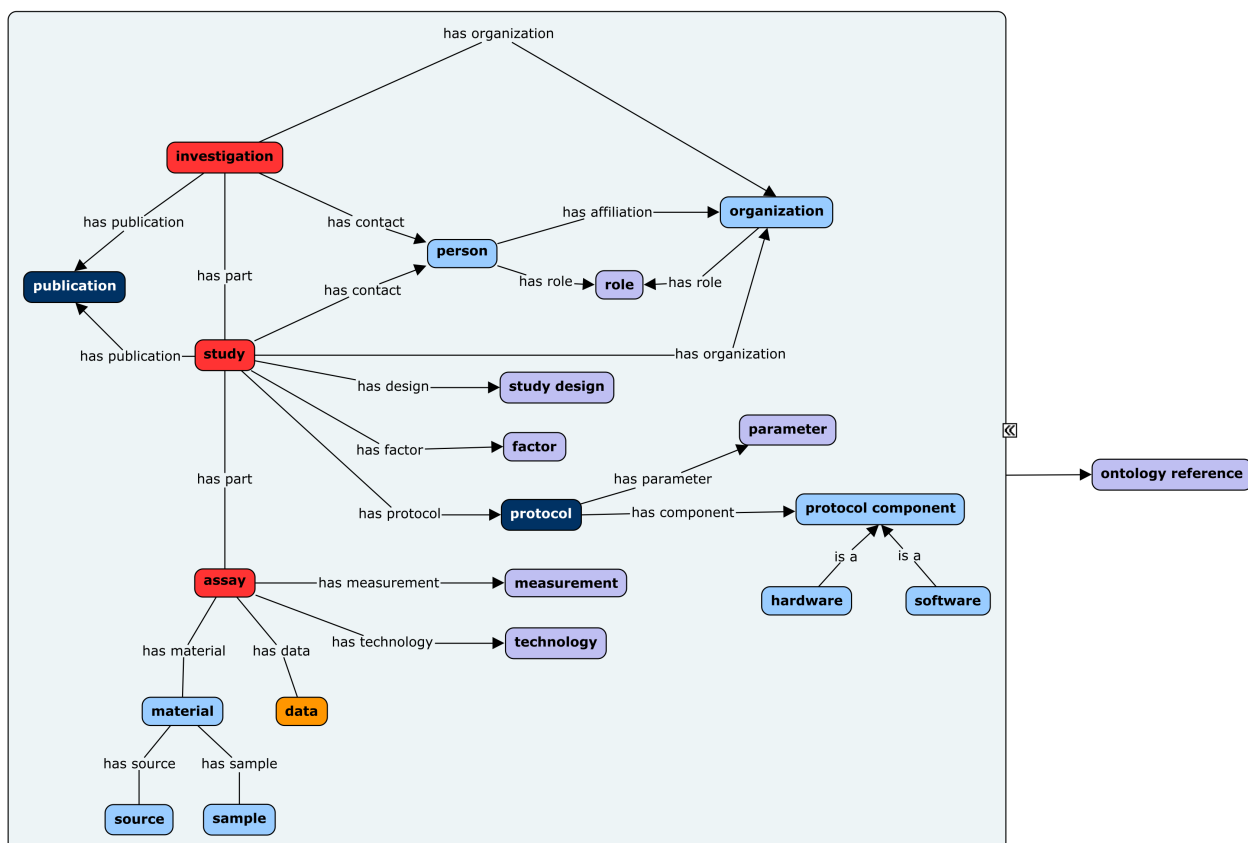 has organization
investigation
has publication
has contact
has affiliation
organization
person
has part
has role
role
has role
publication
has contact
has publication
study
has organization
has design
study design
parameter
has factor
factor
ontology reference
has part
has parameter
has protocol
protocol
has component
protocol component
is a
is a
assay
has measurement
measurement
hardware
software
has technology
technology
has material
has data
material
data
has source
has sample
source
sample